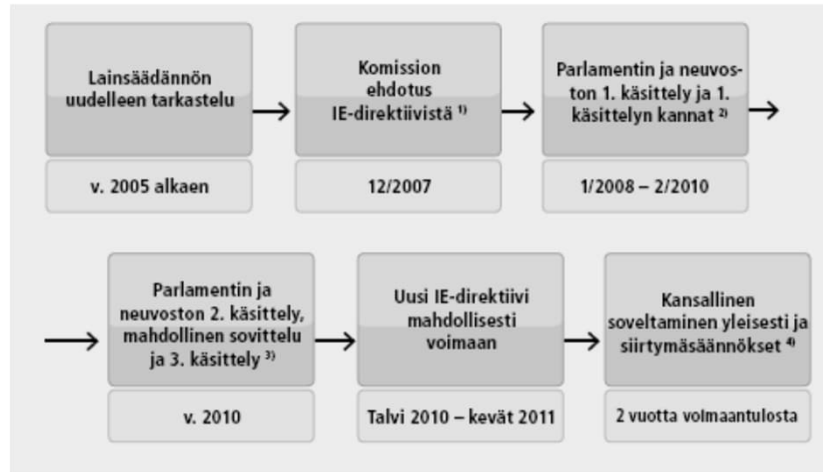 Lainsäädännön
uudelleen tarkastelu
v. 2005 alkaen
Komission
ehdotus
IE-direktiivistä ¹⁾
12/2007
Parlamentin ja neuvos-
ton 1. käsittely ja 1.
käsittelyn kannat ²⁾
1/2008 – 2/2010
Parlamentin ja
neuvoston 2. käsittely,
mahdollinen sovittelu
ja 3. käsittely ³⁾
v. 2010
Uusi IE-direktiivi
mahdollisesti
voimaan
Talvi 2010 – kevät 2011
Kansallinen
soveltaminen yleisesti ja
siirtymäsäännökset ⁴⁾
2 vuotta voimaantulosta